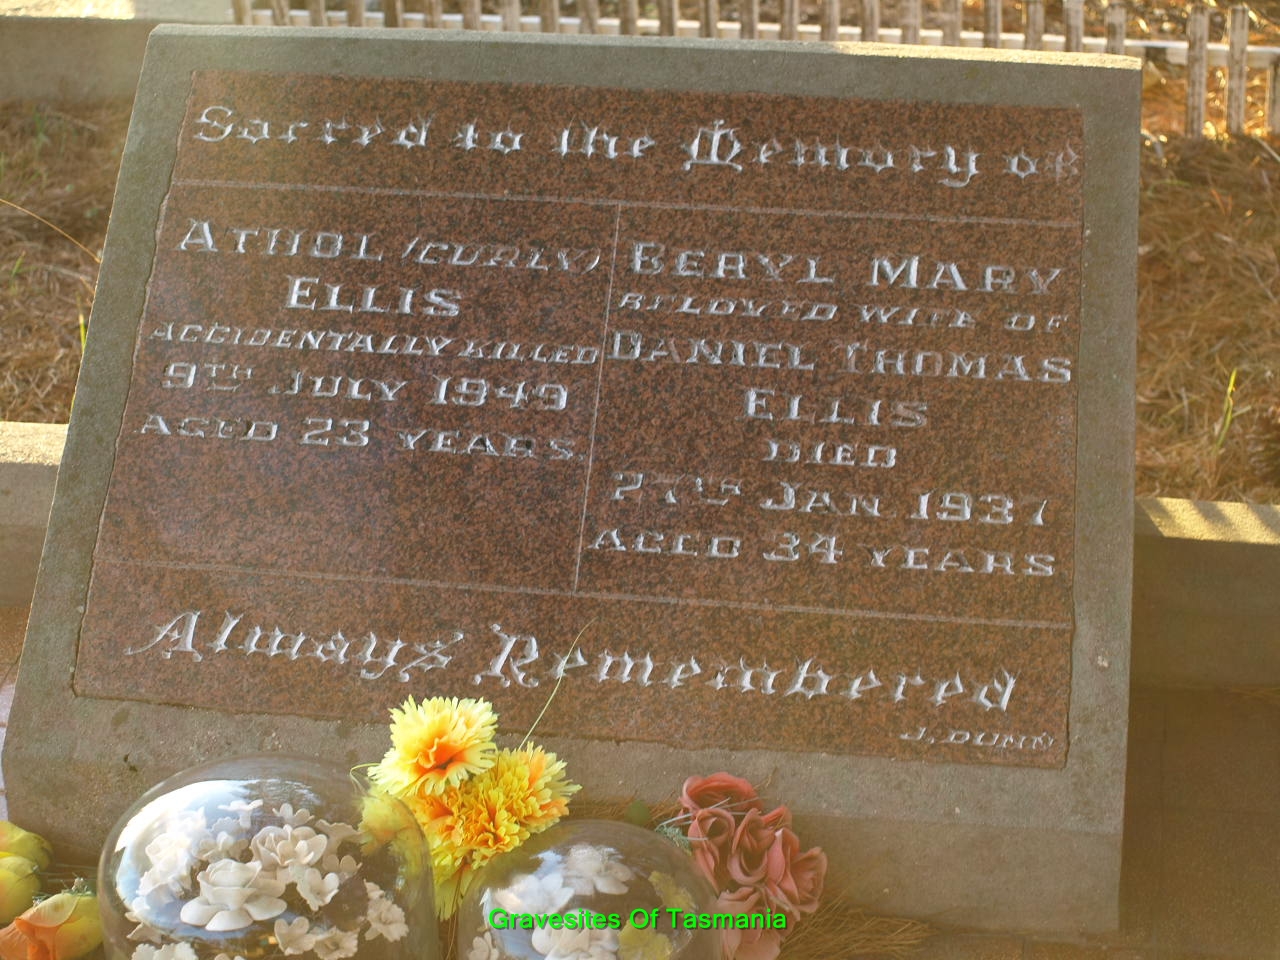 Sacred to the Memory of
ATHOL (CURLY)
ELLIS
ACCIDENTALLY KILLED
9TH JULY 1949
AGED 23 YEARS.
BERYL MARY
BELOVED WIFE OF
DANIEL THOMAS
ELLIS
DIED
27TH JAN. 1937
AGED 34 YEARS
Always Remembered
J. DUNN
Gravesites Of Tasmania